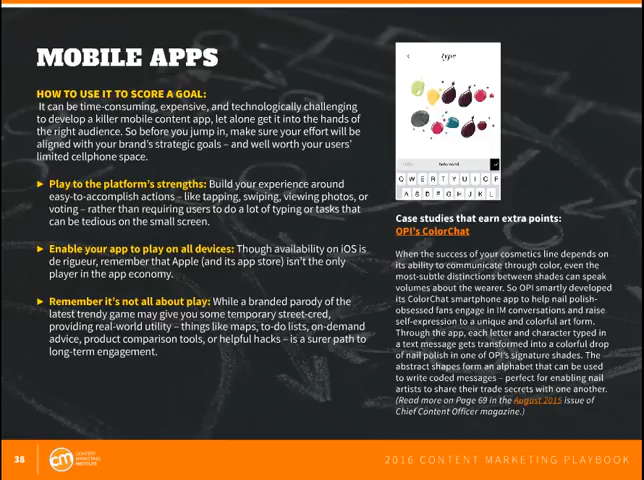 MOBILE APPS
HOW TO USE IT TO SCORE A GOAL:
It can be time-consuming, expensive, and technologically challenging
to develop a killer mobile content app, let alone get it into the hands of
the right audience. So before you jump in, make sure your effort will be
aligned with your brand's strategic goals – and well worth your users'
limited cellphone space.
► Play to the platform's strengths: Build your experience around
easy-to-accomplish actions – like tapping, swiping, viewing photos, or
voting – rather than requiring users to do a lot of typing or tasks that
can be tedious on the small screen.
► Enable your app to play on all devices: Though availability on iOS is
de rigueur, remember that Apple (and its app store) isn't the only
player in the app economy.
► Remember it's not all about play: While a branded parody of the
latest trendy game may give you some temporary street-cred,
providing real-world utility – things like maps, to-do lists, on-demand
advice, product comparison tools, or helpful hacks – is a surer path to
long-term engagement.
type
Q W E R T Y U I O P
A S D F G H J K L
Case studies that earn extra points:
OPI's ColorChat
When the success of your cosmetics line depends on
its ability to communicate through color, even the
most-subtle distinctions between shades can speak
volumes about the wearer. So OPI smartly developed
its ColorChat smartphone app to help nail polish-
obsessed fans engage in IM conversations and raise
self-expression to a unique and colorful art form.
Through the app, each letter and character typed in
a text message gets transformed into a colorful drop
of nail polish in one of OPI's signature shades. The
abstract shapes form an alphabet that can be used
to write coded messages – perfect for enabling nail
artists to share their trade secrets with one another.
(Read more on Page 69 in the August 2015 issue of
Chief Content Officer magazine.)
38
cm
CONTENT
MARKETING
INSTITUTE
2016 CONTENT MARKETING PLAYBOOK